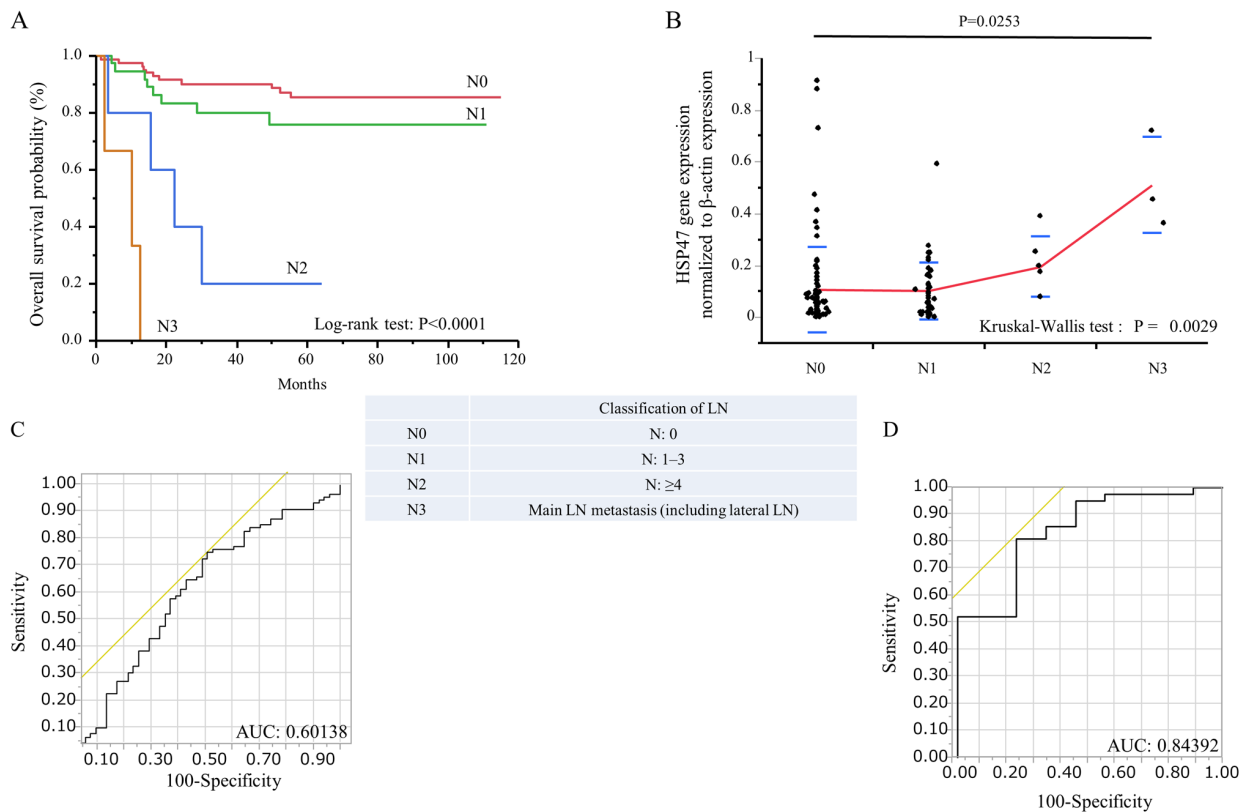 A
Overall survival probability (%)
1.0
0.8
0.6
0.4
0.2
0.0
N0
N1
N2
N3
Log-rank test: P<0.0001
0 20 40 60 80 100 120
Months
B
P=0.0253
HSP47 gene expression
normalized to β-actin expression
1
0.8
0.6
0.4
0.2
0
Kruskal-Wallis test : P = 0.0029
N0 N1 N2 N3
Classification of LN
N0 N: 0
N1 N: 1–3
N2 N: ≥4
N3 Main LN metastasis (including lateral LN)
C
Sensitivity
1.00
0.90
0.80
0.70
0.60
0.50
0.40
0.30
0.20
0.10
AUC: 0.60138
0.10 0.30 0.50 0.70 0.90
100-Specificity
D
Sensitivity
1.00
0.90
0.80
0.70
0.60
0.50
0.40
0.30
0.20
0.10
0.00
AUC: 0.84392
0.00 0.20 0.40 0.60 0.80 1.00
100-Specificity